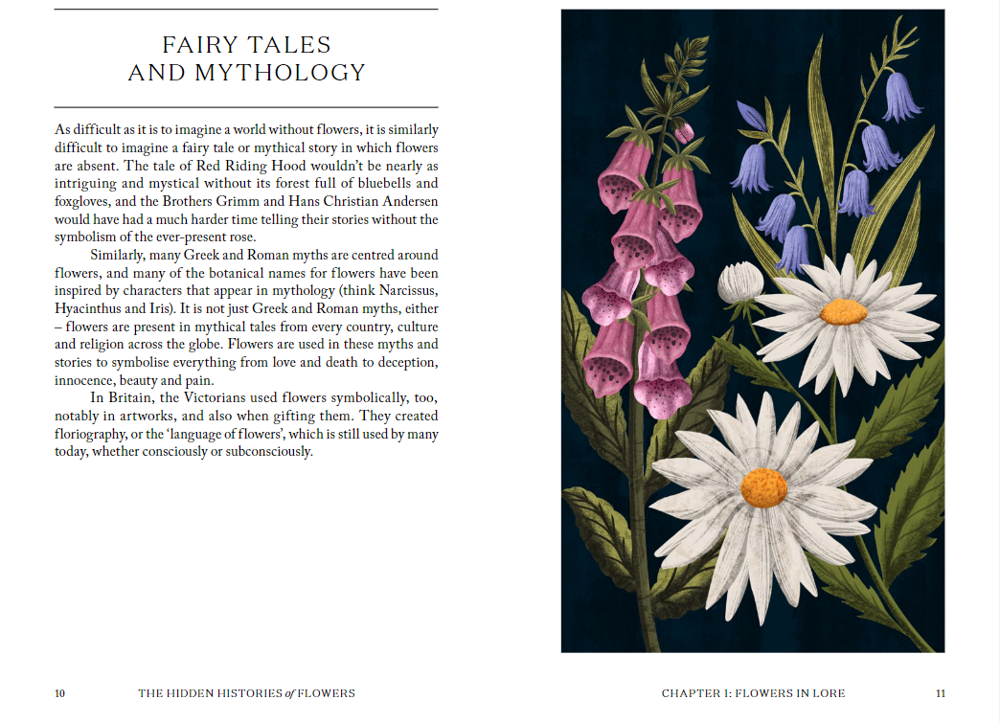 FAIRY TALES
AND MYTHOLOGY
As difficult as it is to imagine a world without flowers, it is similarly
difficult to imagine a fairy tale or mythical story in which flowers
are absent. The tale of Red Riding Hood wouldn’t be nearly as
intriguing and mystical without its forest full of bluebells and
foxgloves, and the Brothers Grimm and Hans Christian Andersen
would have had a much harder time telling their stories without the
symbolism of the ever-present rose.
Similarly, many Greek and Roman myths are centred around
flowers, and many of the botanical names for flowers have been
inspired by characters that appear in mythology (think Narcissus,
Hyacinthus and Iris). It is not just Greek and Roman myths, either
– flowers are present in mythical tales from every country, culture
and religion across the globe. Flowers are used in these myths and
stories to symbolise everything from love and death to deception,
innocence, beauty and pain.
In Britain, the Victorians used flowers symbolically, too,
notably in artworks, and also when gifting them. They created
floriography, or the ‘language of flowers’, which is still used by many
today, whether consciously or subconsciously.
10 THE HIDDEN HISTORIES of FLOWERS
CHAPTER 1: FLOWERS IN LORE 11